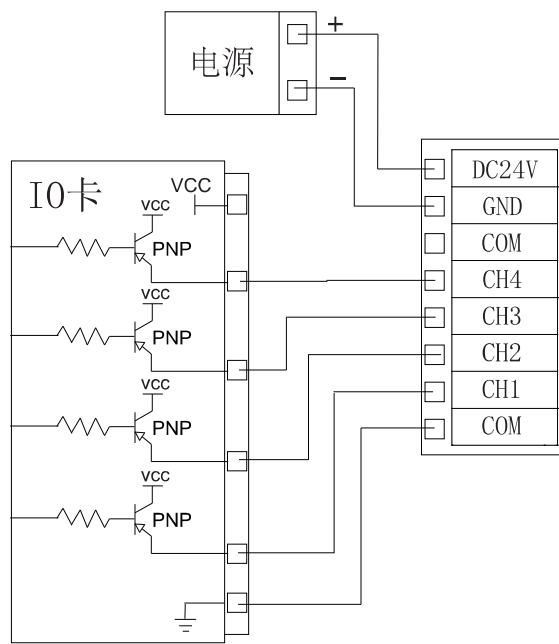 电源
+
−
IO卡
VCC
VCC
PNP
VCC
PNP
VCC
PNP
VCC
PNP
DC24V
GND
COM
CH4
CH3
CH2
CH1
COM